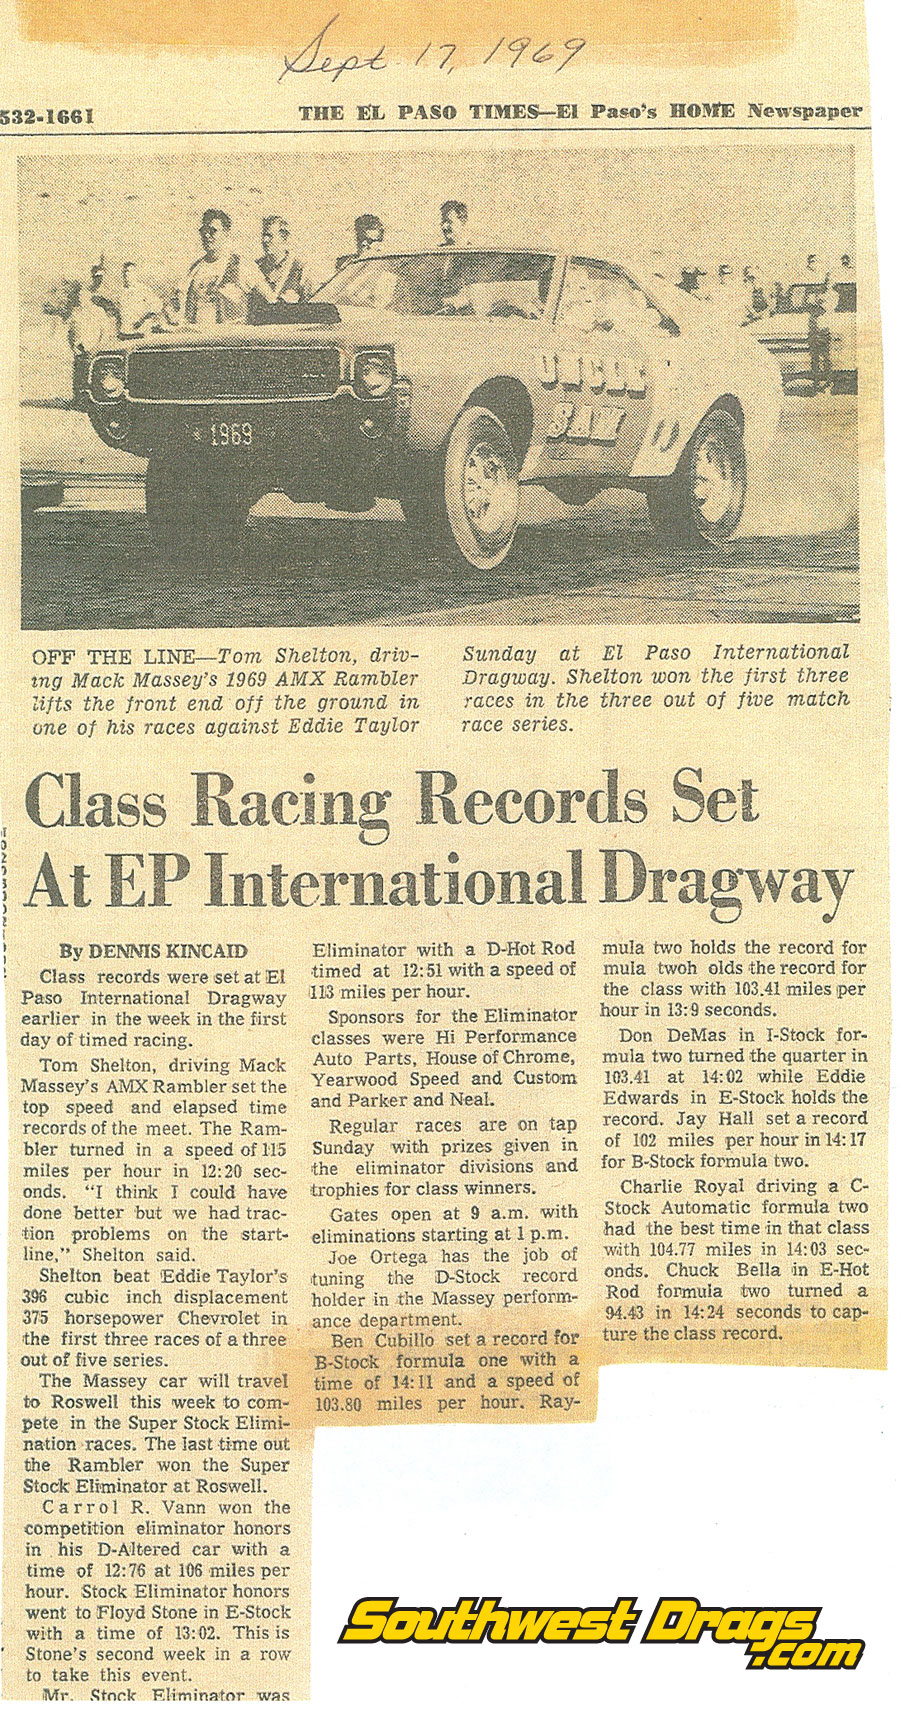 Sept 17, 1969
532-1661
THE EL PASO TIMES—El Paso's HOME Newspaper
UNCLE
SAM
1969
OFF THE LINE—Tom Shelton, driv-
ing Mack Massey's 1969 AMX Rambler
lifts the front end off the ground in
one of his races against Eddie Taylor
Sunday at El Paso International
Dragway. Shelton won the first three
races in the three out of five match
race series.
Class Racing Records Set
At EP International Dragway
By DENNIS KINCAID
Class records were set at El
Paso International Dragway
earlier in the week in the first
day of timed racing.
Tom Shelton, driving Mack
Massey's AMX Rambler set the
top speed and elapsed time
records of the meet. The Ram-
bler turned in a speed of 115
miles per hour in 12:20 sec-
onds. "I think I could have
done better but we had trac-
tion problems on the start-
line," Shelton said.
Shelton beat Eddie Taylor's
396 cubic inch displacement
375 horsepower Chevrolet in
the first three races of a three
out of five series.
The Massey car will travel
to Roswell this week to com-
pete in the Super Stock Elimi-
nation races. The last time out
the Rambler won the Super
Stock Eliminator at Roswell.
Carrol R. Vann won the
competition eliminator honors
in his D-Altered car with a
time of 12:76 at 106 miles per
hour. Stock Eliminator honors
went to Floyd Stone in E-Stock
with a time of 13:02. This is
Stone's second week in a row
to take this event.
Mr. Stock Eliminator was
Eliminator with a D-Hot Rod
timed at 12:51 with a speed of
113 miles per hour.
Sponsors for the Eliminator
classes were Hi Performance
Auto Parts, House of Chrome,
Yearwood Speed and Custom
and Parker and Neal.
Regular races are on tap
Sunday with prizes given in
the eliminator divisions and
trophies for class winners.
Gates open at 9 a.m. with
eliminations starting at 1 p.m.
Joe Ortega has the job of
tuning the D-Stock record
holder in the Massey perform-
ance department.
Ben Cubillo set a record for
B-Stock formula one with a
time of 14:11 and a speed of
103.80 miles per hour. Ray-
mula two holds the record for
mula twoh olds the record for
the class with 103.41 miles per
hour in 13:9 seconds.
Don DeMas in I-Stock for-
mula two turned the quarter in
103.41 at 14:02 while Eddie
Edwards in E-Stock holds the
record. Jay Hall set a record
of 102 miles per hour in 14:17
for B-Stock formula two.
Charlie Royal driving a C-
Stock Automatic formula two
had the best time in that class
with 104.77 miles in 14:03 sec-
onds. Chuck Bella in E-Hot
Rod formula two turned a
94.43 in 14:24 seconds to cap-
ture the class record.
Southwest Drags
.com